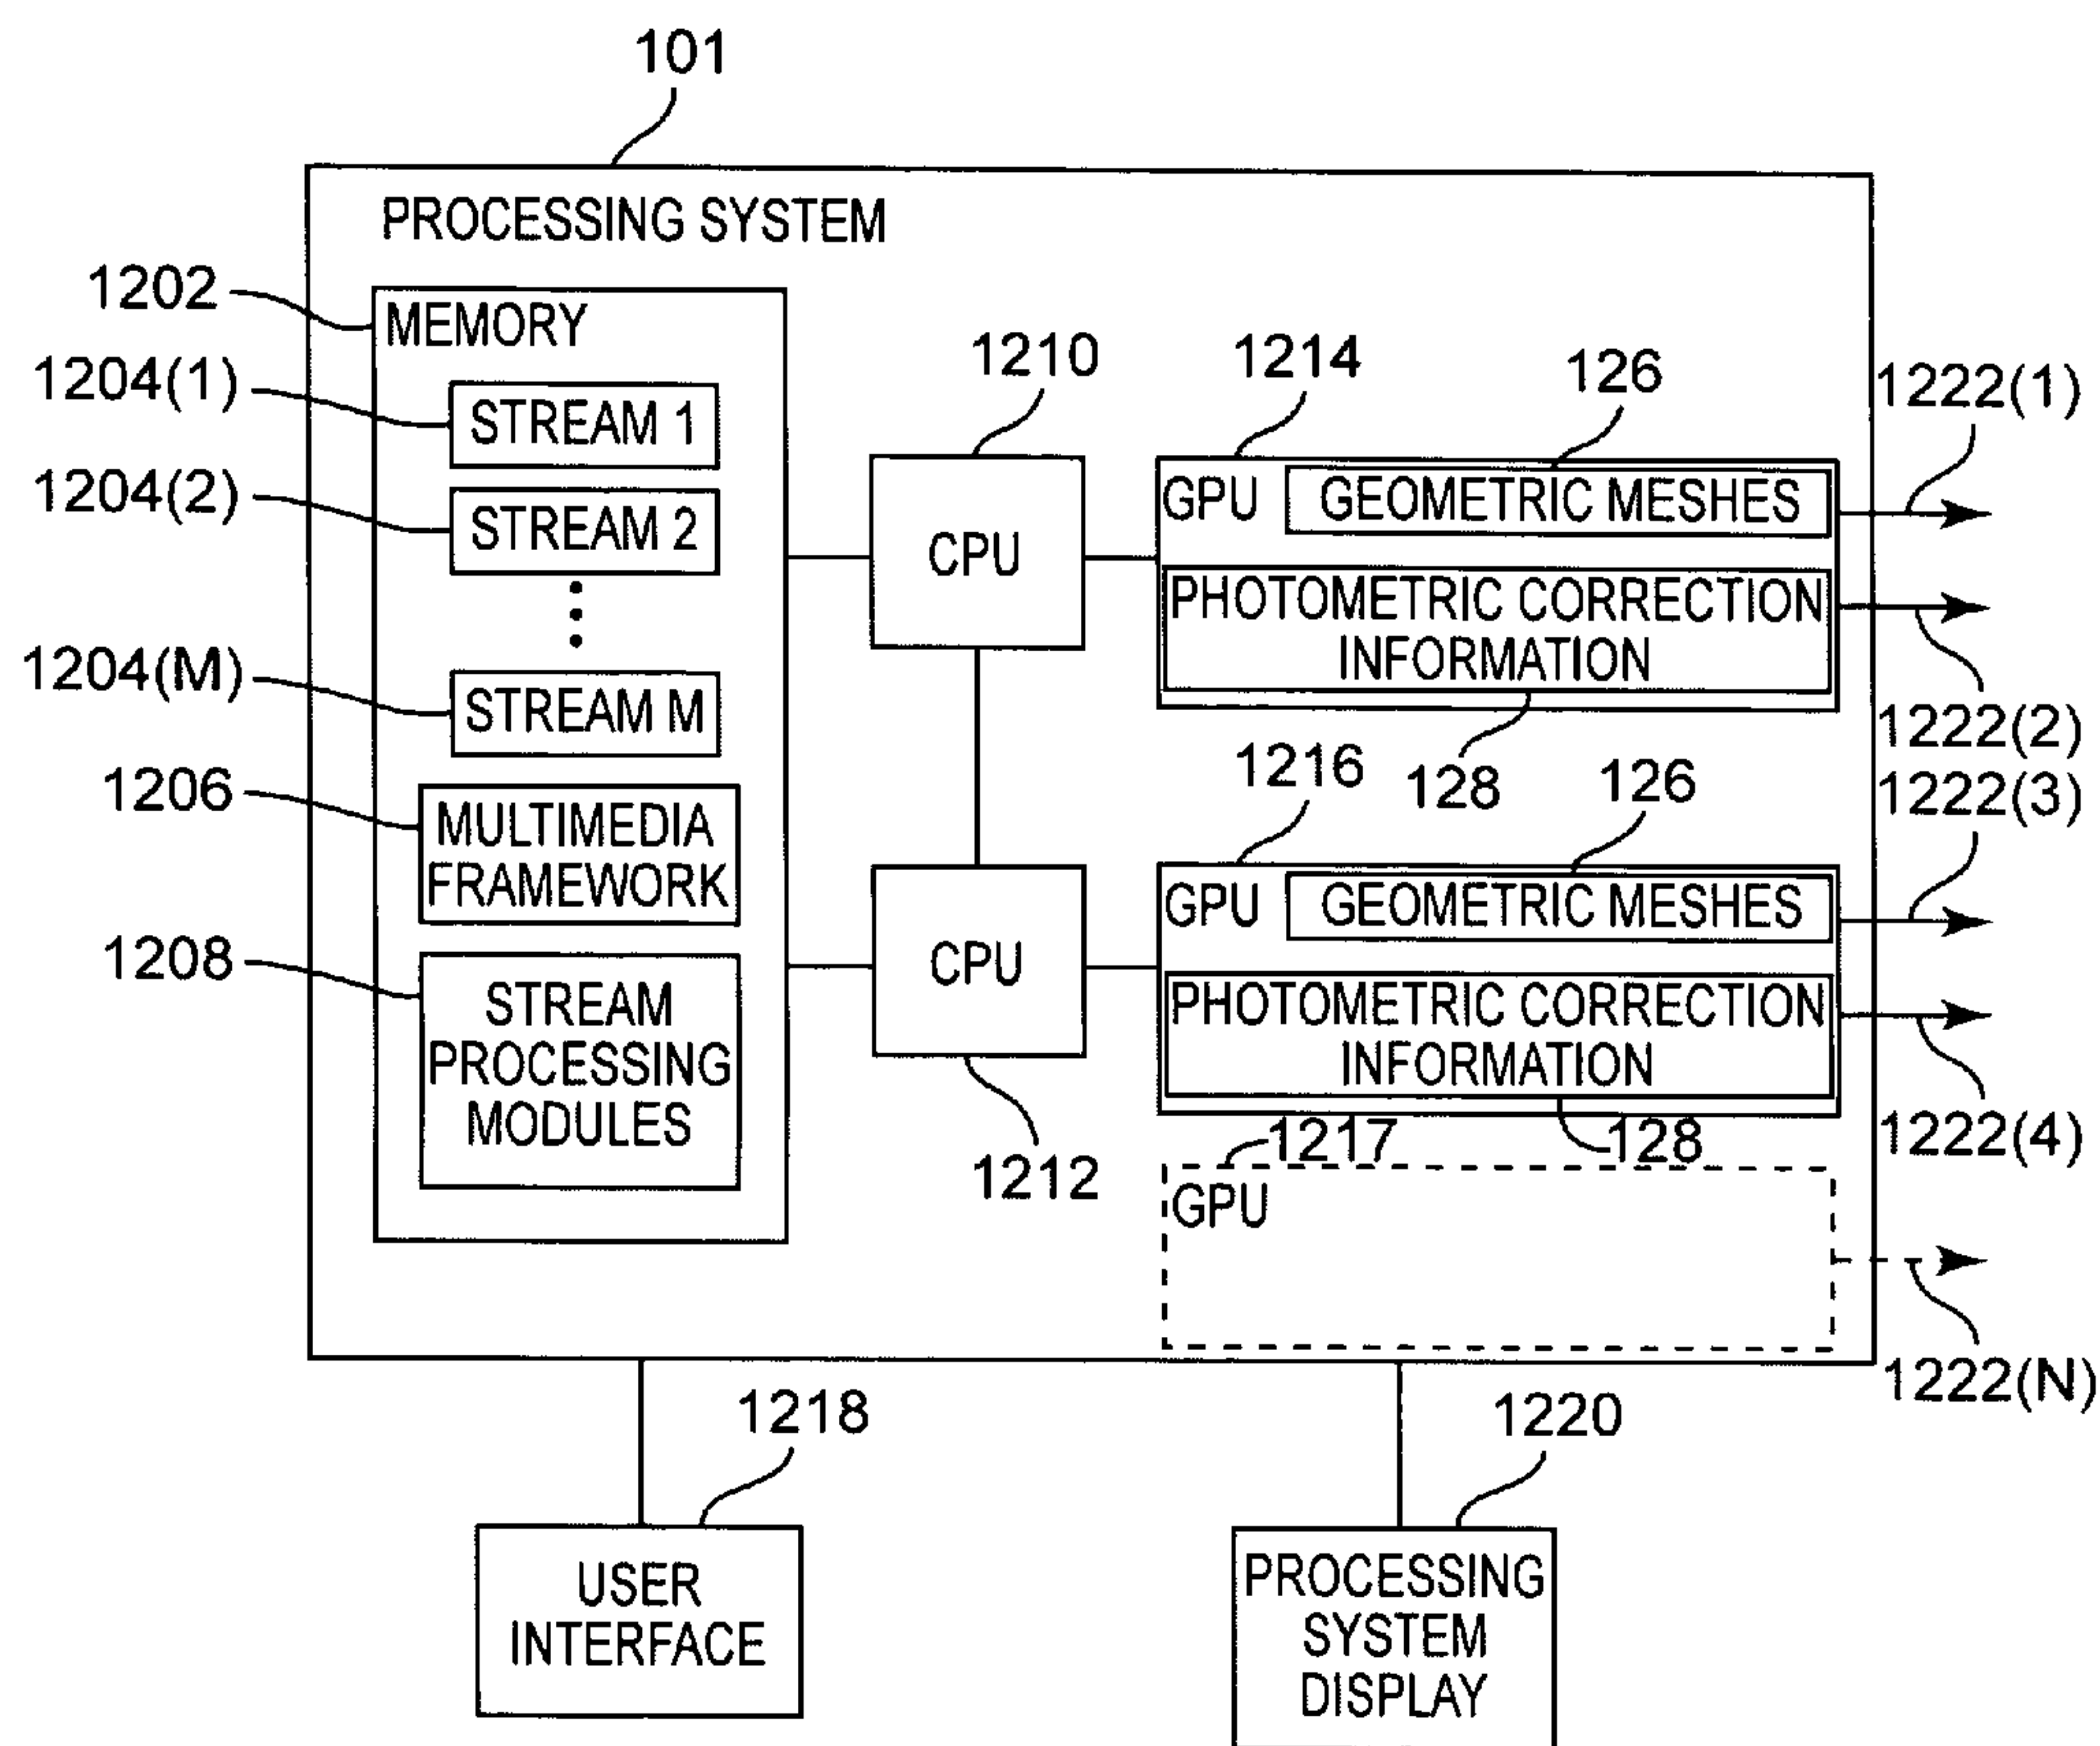 101
PROCESSING SYSTEM
1202
MEMORY
1204(1)
STREAM 1
1204(2)
STREAM 2
1204(M)
STREAM M
1206
MULTIMEDIA
FRAMEWORK
1208
STREAM
PROCESSING
MODULES
1210
CPU
CPU
1212
1214
126
GPU
GEOMETRIC MESHES
PHOTOMETRIC CORRECTION
INFORMATION
128
1222(1)
1222(2)
1216
126
GPU
GEOMETRIC MESHES
PHOTOMETRIC CORRECTION
INFORMATION
128
1222(3)
1222(4)
1217
GPU
1222(N)
1218
USER
INTERFACE
1220
PROCESSING
SYSTEM
DISPLAY